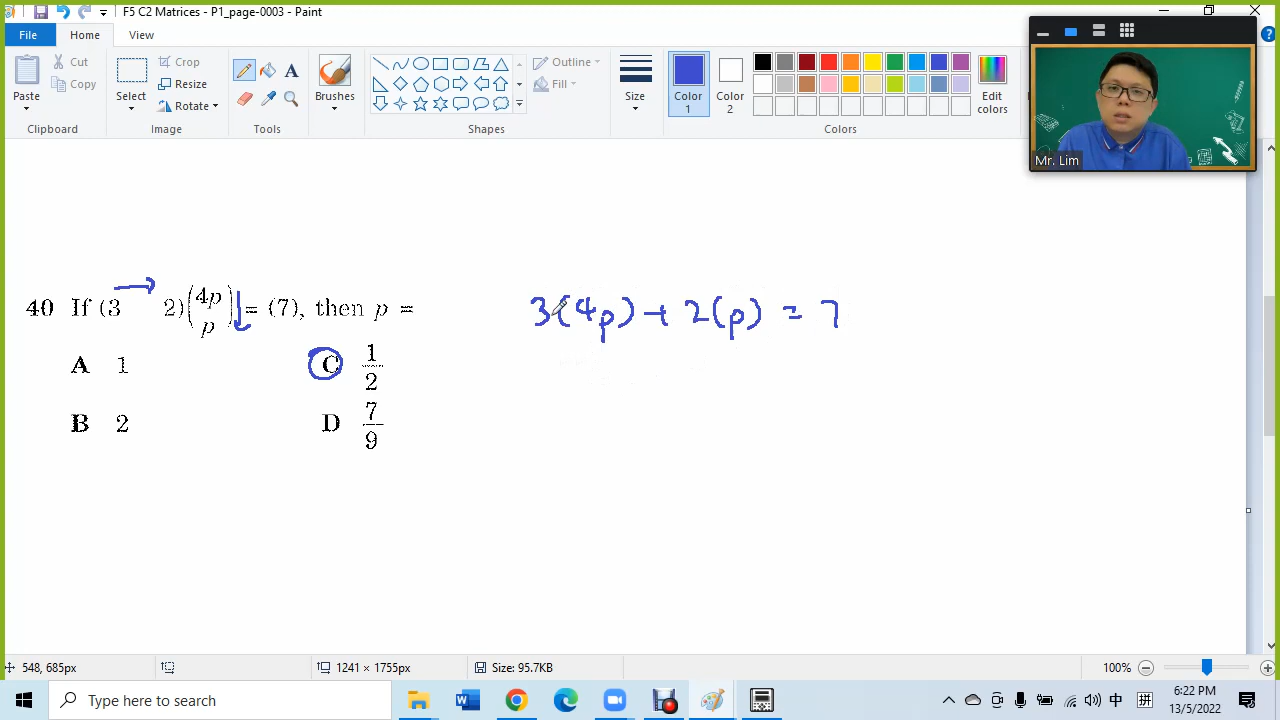 F5 C2 Matrices - P1_page-0003 - Paint
File Home View
Paste Cut Copy Clipboard
Select Crop Resize Rotate Image
Tools
Brushes
Shapes Outline Fill
Size
Color 1 Color 2 Edit colors Colors
Mr. Lim
40 If (3 2)(4p p) = (7), then p =
A 1 C 1/2
B 2 D 7/9
3(4p) + 2(p) = 7
548, 685px 1241 × 1755px Size: 95.7KB 100%
Type here to search
中 拼 6:22 PM
13/5/2022